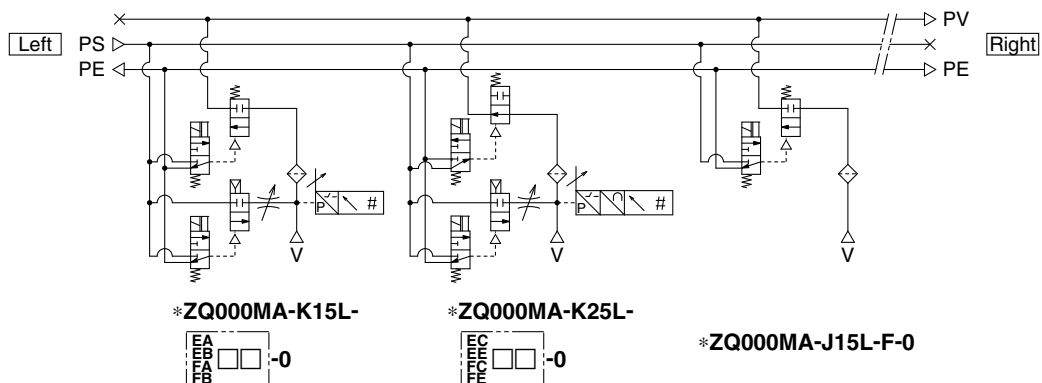 PV
Left PS Right
PE PE
P #
P #
V V V
*ZQ000MA-K15L-
EA
EB
FA
FB
□□-0
*ZQ000MA-K25L-
EC
EE
FC
FE
□□-0
*ZQ000MA-J15L-F-0